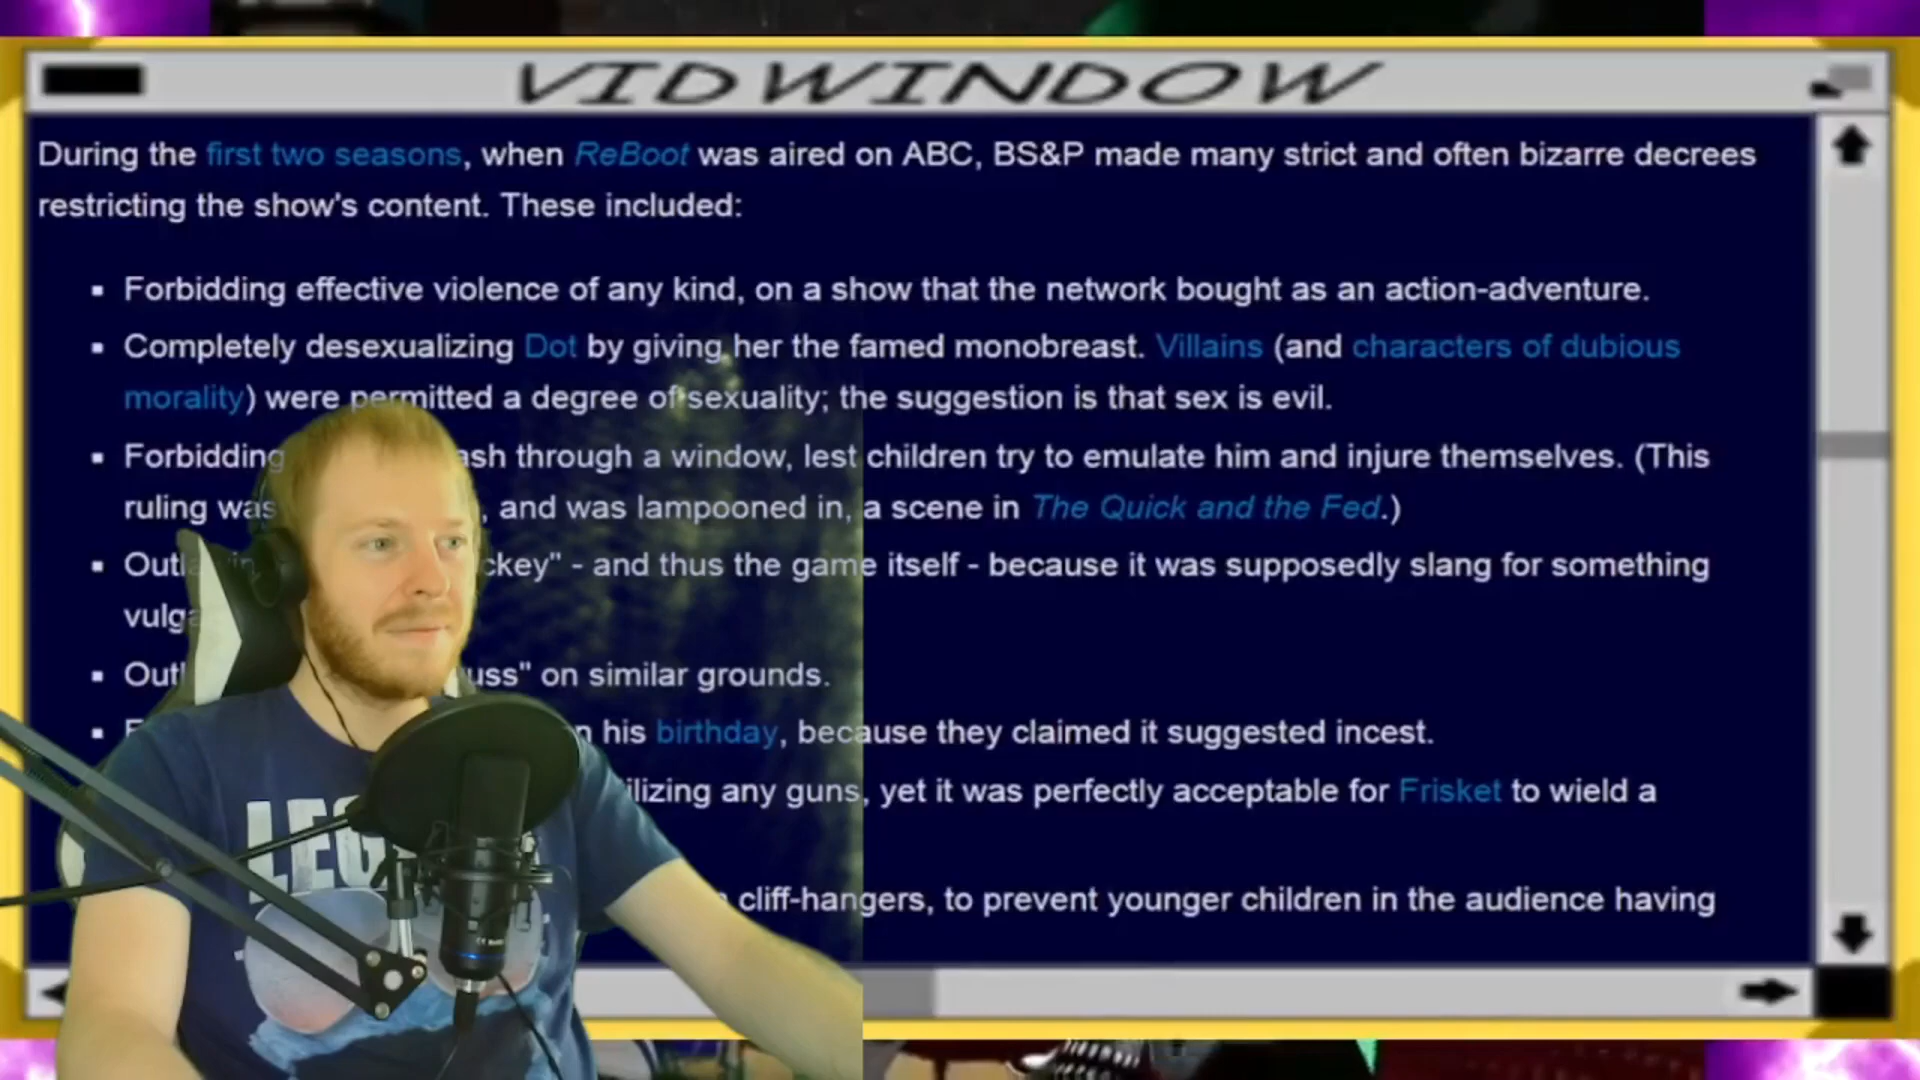 VIDWINDOW
During the first two seasons, when ReBoot was aired on ABC, BS&P made many strict and often bizarre decrees
restricting the show's content. These included:
▪ Forbidding effective violence of any kind, on a show that the network bought as an action-adventure.
▪ Completely desexualizing Dot by giving her the famed monobreast. Villains (and characters of dubious
morality) were permitted a degree of sexuality; the suggestion is that sex is evil.
▪ Forbidding through a window, lest children try to emulate him and injure themselves. (This
ruling was , and was lampooned in, a scene in The Quick and the Fed.)
▪ - and thus the game itself - because it was supposedly slang for something
▪ on similar grounds.
▪ his birthday, because they claimed it suggested incest.
any guns, yet it was perfectly acceptable for Frisket to wield a
cliff-hangers, to prevent younger children in the audience having